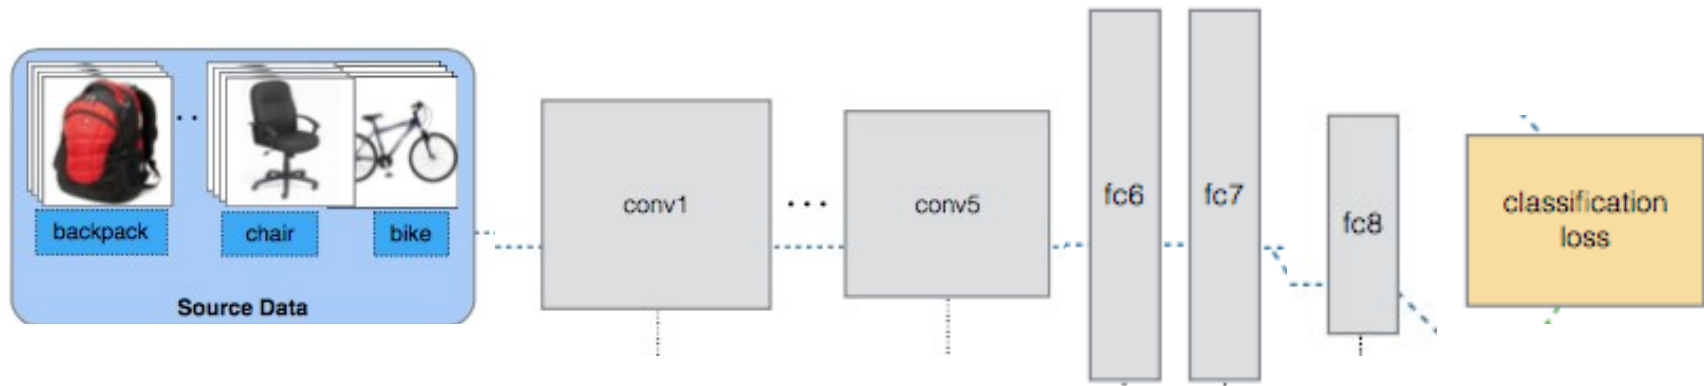 backpack
chair
bike
Source Data
conv1
...
conv5
fc6
fc7
fc8
classification
loss